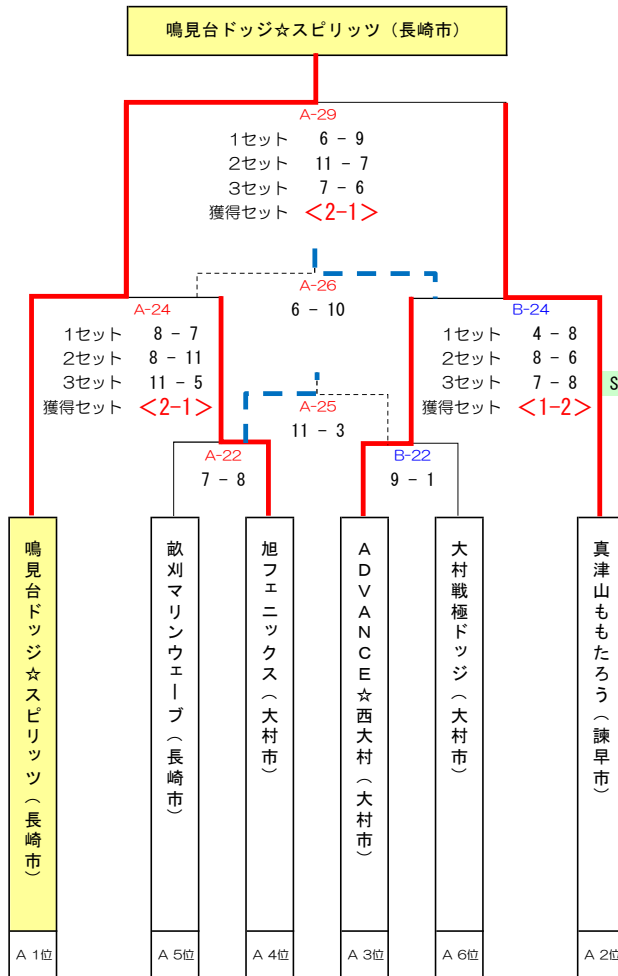 鳴見台ドッジ☆スピリッツ（長崎市）
A-29
1セット 6 - 9
2セット 11 - 7
3セット 7 - 6
獲得セット <2-1>
A-26
6 - 10
A-24
1セット 8 - 7
2セット 8 - 11
3セット 11 - 5
獲得セット <2-1>
B-24
1セット 4 - 8
2セット 8 - 6
3セット 7 - 8 S
獲得セット <1-2>
A-25
11 - 3
A-22
7 - 8
B-22
9 - 1
鳴見台ドッジ☆スピリッツ（長崎市）
畝刈マリンウェーブ（長崎市）
旭フェニックス（大村市）
ADVANCE☆西大村（大村市）
大村戦極ドッジ（大村市）
真津山ももたろう（諫早市）
A 1位
A 5位
A 4位
A 3位
A 6位
A 2位